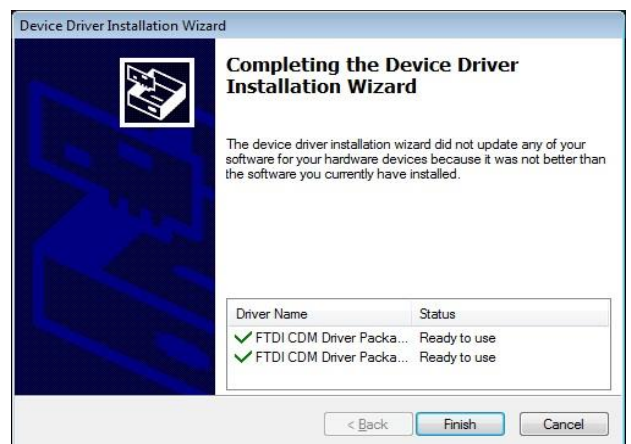 Device Driver Installation Wizard
Completing the Device Driver
Installation Wizard
The device driver installation wizard did not update any of your
software for your hardware devices because it was not better than
the software you currently have installed.
Driver Name Status
FTDI CDM Driver Packa... Ready to use
FTDI CDM Driver Packa... Ready to use
< Back Finish Cancel